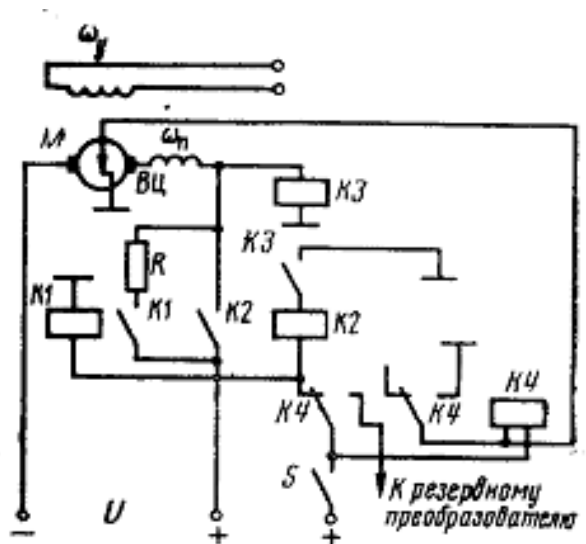 ωу
М
ωп
ВЦ
К3
К3
R
К1
К1
К2
К2
К4
К4
К4
S
К резервному
преобразователю
− U + +